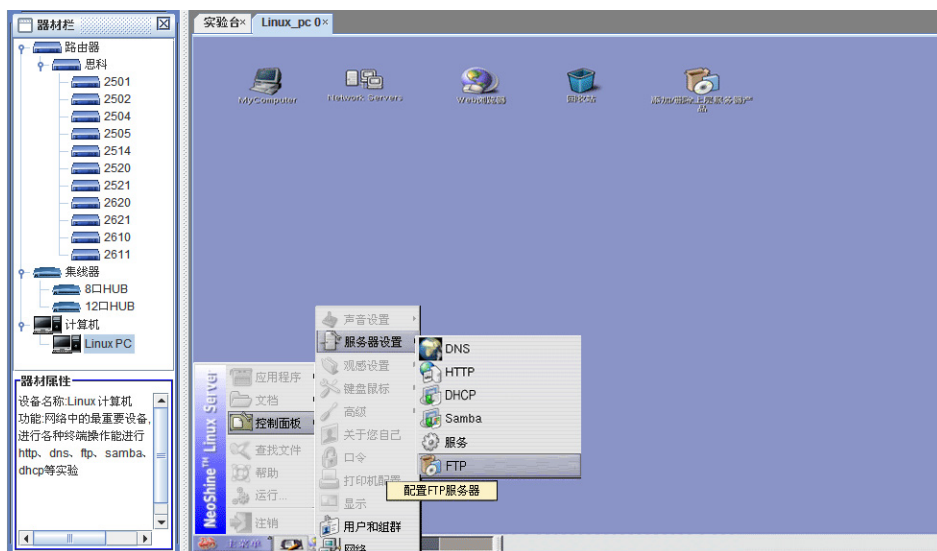 器材栏
路由器
思科
2501
2502
2504
2505
2514
2520
2521
2620
2621
2610
2611
集线器
8口HUB
12口HUB
计算机
Linux PC
器材属性
设备名称:Linux 计算机
功能:网络中的最重要设备,
进行各种终端操作能进行
http、dns、ftp、samba、
dhcp等实验
实验台×
Linux_pc 0×
MyComputer
Network Servers
Web浏览器
回收站
声音设置
服务器设置
观感设置
键盘鼠标
高级
关于您自己
口令
打印机配置
显示
用户和组群
网络
DNS
HTTP
DHCP
Samba
服务
FTP
配置FTP服务器
应用程序
文档
控制面板
查找文件
帮助
运行...
注销
NeoShine™ Linux Server